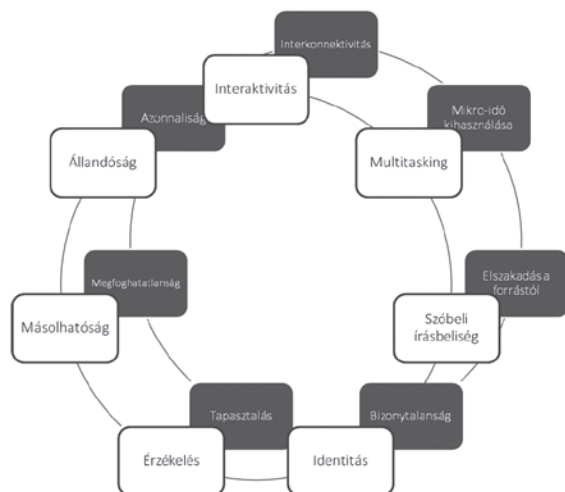 Interkonnektivitás
Interaktivitás
Azonnaliság
Mikro-idő
kihasználása
Állandóság
Multitasking
Megfoghatatlanság
Elszakadás a
forrástól
Másolhatóság
Szóbeli
írásbeliség
Tapasztalás
Bizonytalanság
Érzékelés
Identitás